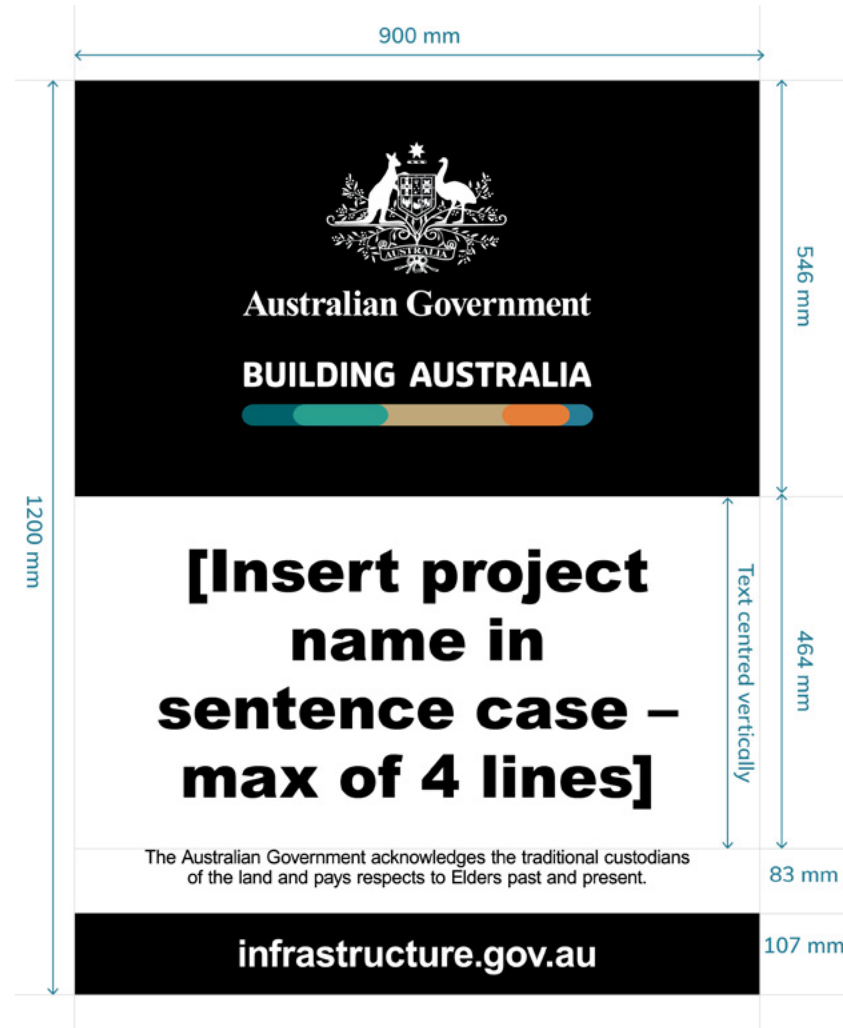 900 mm
AUSTRALIA
Australian Government
BUILDING AUSTRALIA
546 mm
1200 mm
[Insert project
name in
sentence case –
max of 4 lines]
Text centred vertically
464 mm
The Australian Government acknowledges the traditional custodians
of the land and pays respects to Elders past and present.
83 mm
infrastructure.gov.au
107 mm